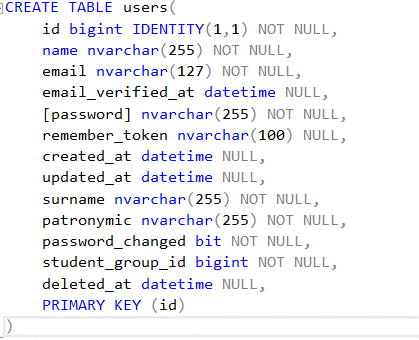 CREATE TABLE users(
id bigint IDENTITY(1,1) NOT NULL,
name nvarchar(255) NOT NULL,
email nvarchar(127) NOT NULL,
email_verified_at datetime NULL,
[password] nvarchar(255) NOT NULL,
remember_token nvarchar(100) NOT NULL,
created_at datetime NULL,
updated_at datetime NULL,
surname nvarchar(255) NOT NULL,
patronymic nvarchar(255) NOT NULL,
password_changed bit NOT NULL,
student_group_id bigint NOT NULL,
deleted_at datetime NULL,
PRIMARY KEY (id)
)